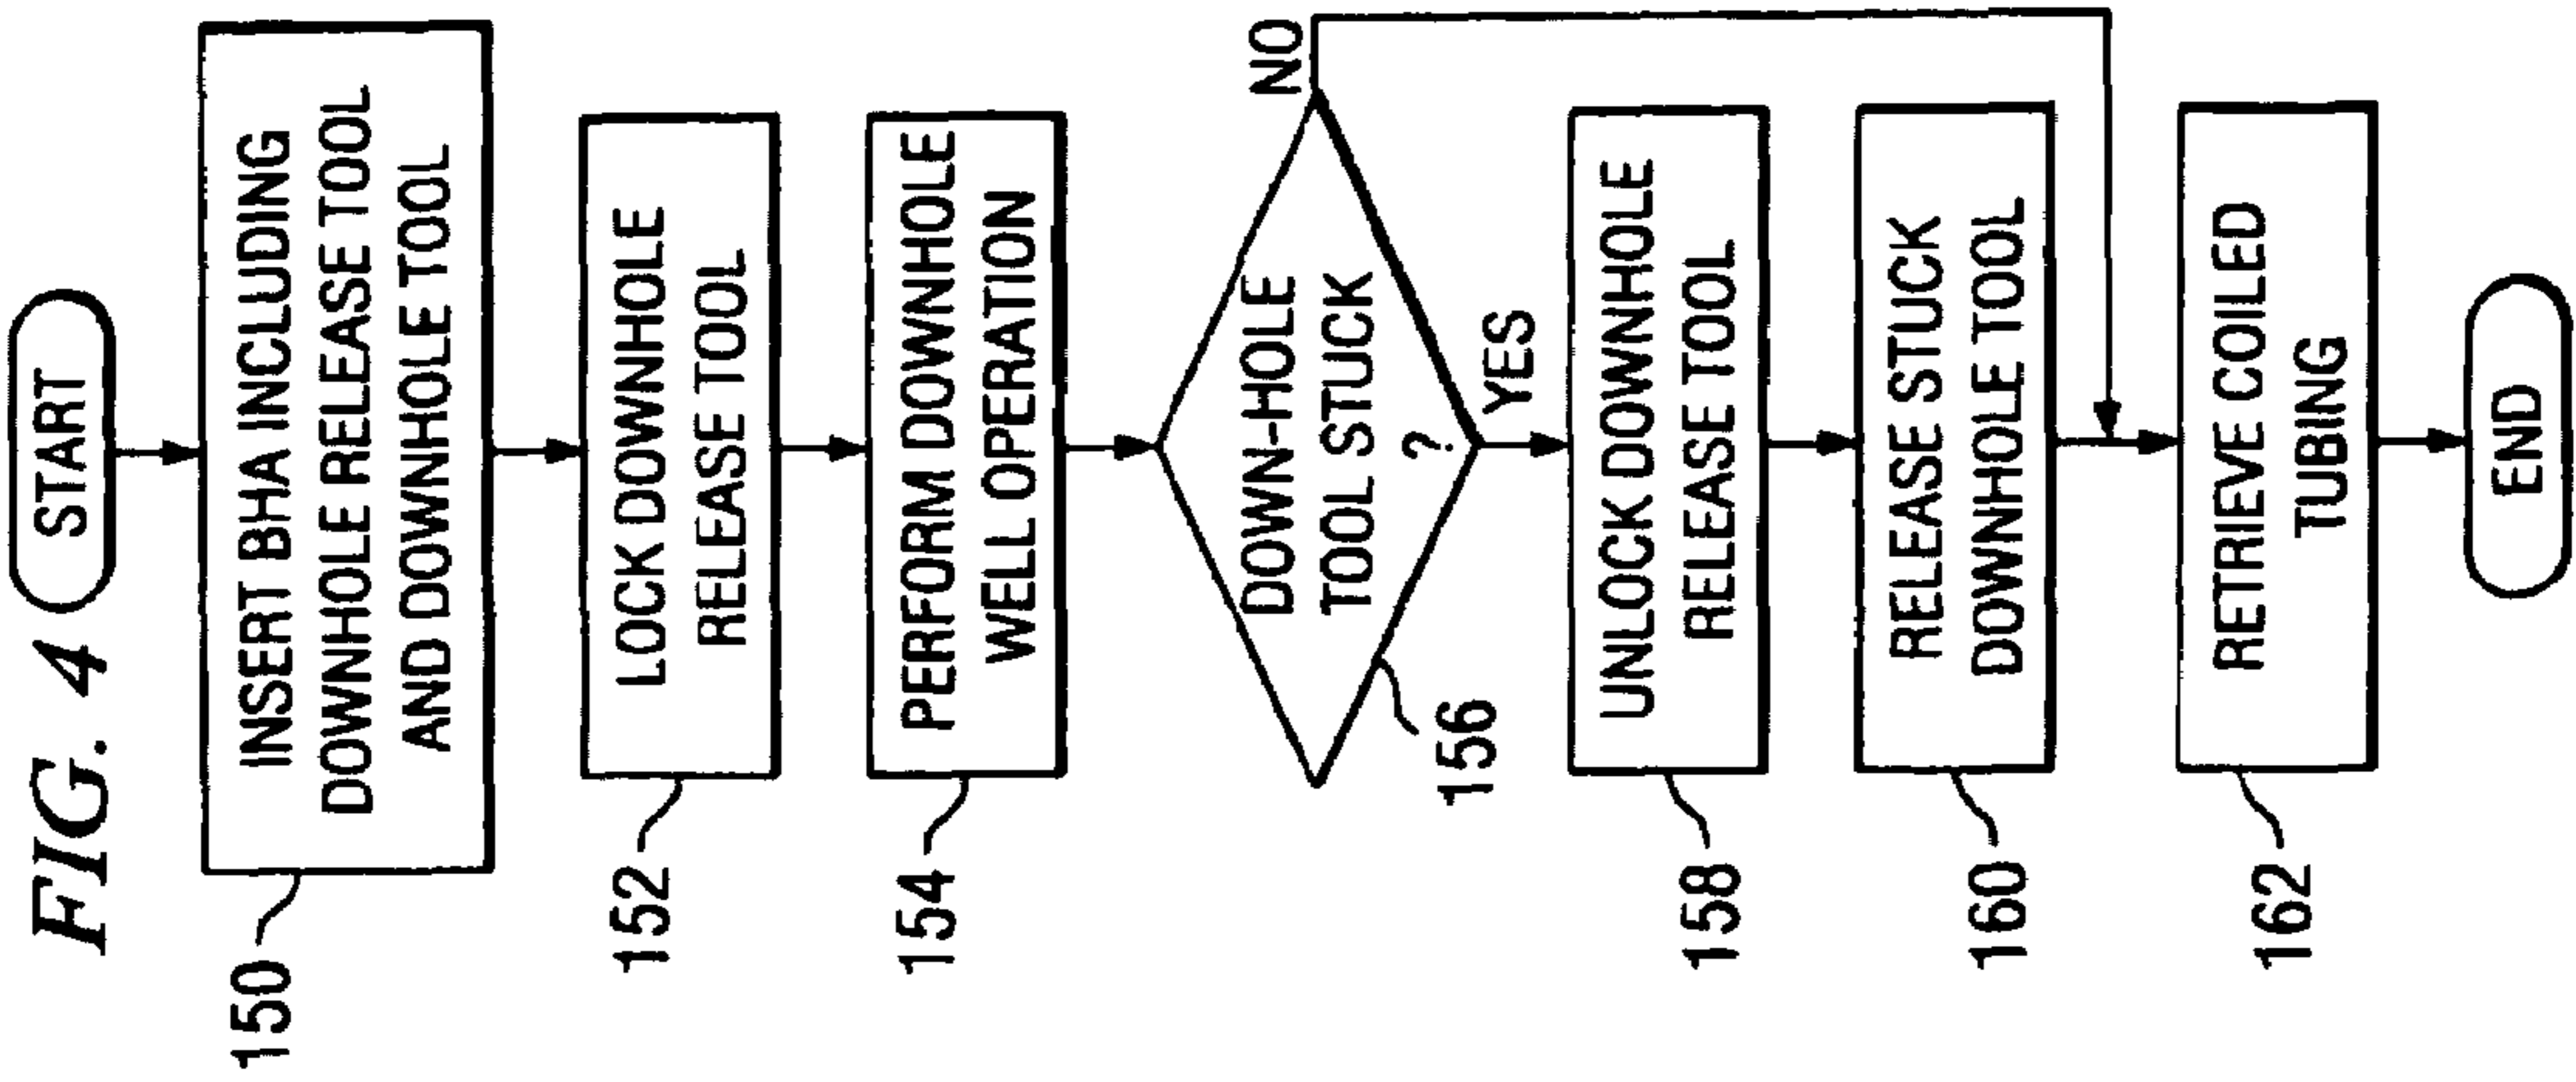 FIG. 4
START
150
INSERT BHA INCLUDING
DOWNHOLE RELEASE TOOL
AND DOWNHOLE TOOL
152
LOCK DOWNHOLE
RELEASE TOOL
154
PERFORM DOWNHOLE
WELL OPERATION
156
DOWN-HOLE
TOOL STUCK
?
NO
YES
158
UNLOCK DOWNHOLE
RELEASE TOOL
160
RELEASE STUCK
DOWNHOLE TOOL
162
RETRIEVE COILED
TUBING
END